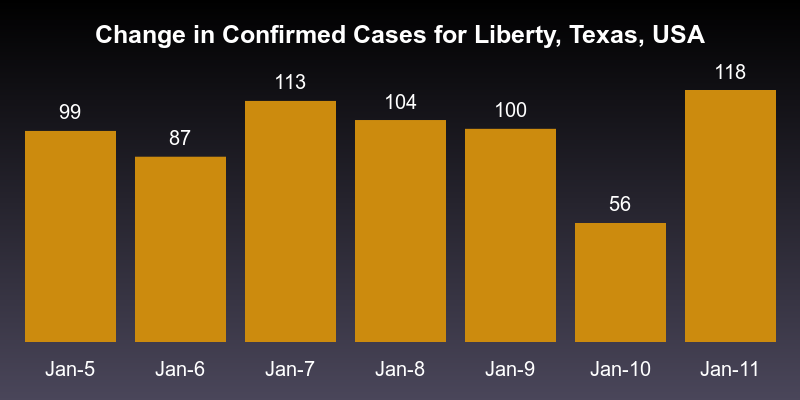 Change in Confirmed Cases for Liberty, Texas, USA
99
87
113
104
100
56
118
Jan-5
Jan-6
Jan-7
Jan-8
Jan-9
Jan-10
Jan-11